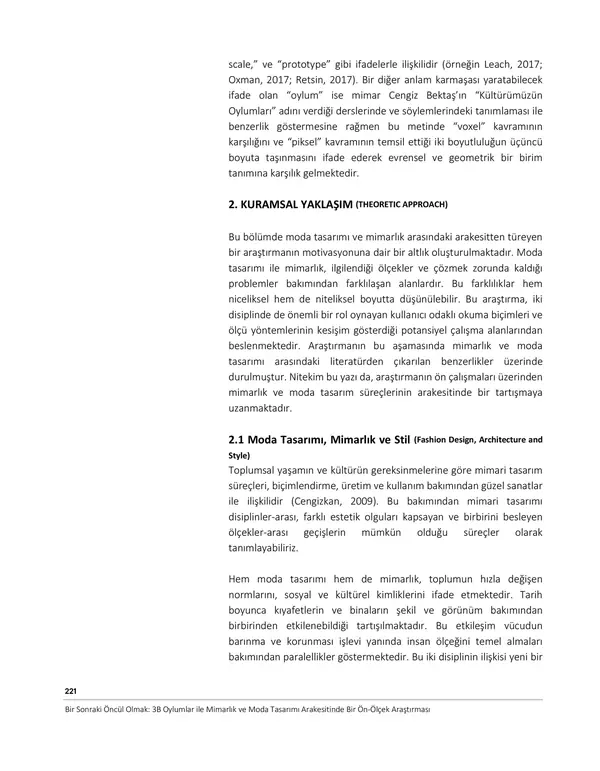 scale,” ve “prototype” gibi ifadelerle ilişkilidir (örneğin Leach, 2017;
Oxman, 2017; Retsin, 2017). Bir diğer anlam karmaşası yaratabilecek
ifade olan “oylum” ise mimar Cengiz Bektaş’ın “Kültürümüzün
Oylumları” adını verdiği derslerinde ve söylemlerindeki tanımlaması ile
benzerlik göstermesine rağmen bu metinde “voxel” kavramının
karşılığını ve “piksel” kavramının temsil ettiği iki boyutluluğun üçüncü
boyuta taşınmasını ifade ederek evrensel ve geometrik bir birim
tanımına karşılık gelmektedir.
2. KURAMSAL YAKLAŞIM (THEORETIC APPROACH)
Bu bölümde moda tasarımı ve mimarlık arasındaki arakesitten türeyen
bir araştırmanın motivasyonuna dair bir altlık oluşturulmaktadır. Moda
tasarımı ile mimarlık, ilgilendiği ölçekler ve çözmek zorunda kaldığı
problemler bakımından farklılaşan alanlardır. Bu farklılıklar hem
niceliksel hem de niteliksel boyutta düşünülebilir. Bu araştırma, iki
disiplinde de önemli bir rol oynayan kullanıcı odaklı okuma biçimleri ve
ölçü yöntemlerinin kesişim gösterdiği potansiyel çalışma alanlarından
beslenmektedir. Araştırmanın bu aşamasında mimarlık ve moda
tasarımı arasındaki literatürden çıkarılan benzerlikler üzerinde
durulmuştur. Nitekim bu yazı da, araştırmanın ön çalışmaları üzerinden
mimarlık ve moda tasarım süreçlerinin arakesitinde bir tartışmaya
uzanmaktadır.
2.1 Moda Tasarımı, Mimarlık ve Stil (Fashion Design, Architecture and
Style)
Toplumsal yaşamın ve kültürün gereksinmelerine göre mimari tasarım
süreçleri, biçimlendirme, üretim ve kullanım bakımından güzel sanatlar
ile ilişkilidir (Cengizkan, 2009). Bu bakımdan mimari tasarımı
disiplinler-arası, farklı estetik olguları kapsayan ve birbirini besleyen
ölçekler-arası geçişlerin mümkün olduğu süreçler olarak
tanımlayabiliriz.
Hem moda tasarımı hem de mimarlık, toplumun hızla değişen
normlarını, sosyal ve kültürel kimliklerini ifade etmektedir. Tarih
boyunca kıyafetlerin ve binaların şekil ve görünüm bakımından
birbirinden etkilenebildiği tartışılmaktadır. Bu etkileşim vücudun
barınma ve korunması işlevi yanında insan ölçeğini temel almaları
bakımından paralellikler göstermektedir. Bu iki disiplinin ilişkisi yeni bir
221
Bir Sonraki Öncül Olmak: 3B Oylumlar ile Mimarlık ve Moda Tasarımı Arakesitinde Bir Ön-Ölçek Araştırması